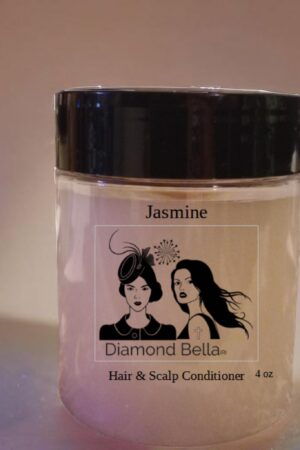 Jasmine
Diamond Bella
Hair & Scalp Conditioner 4 oz